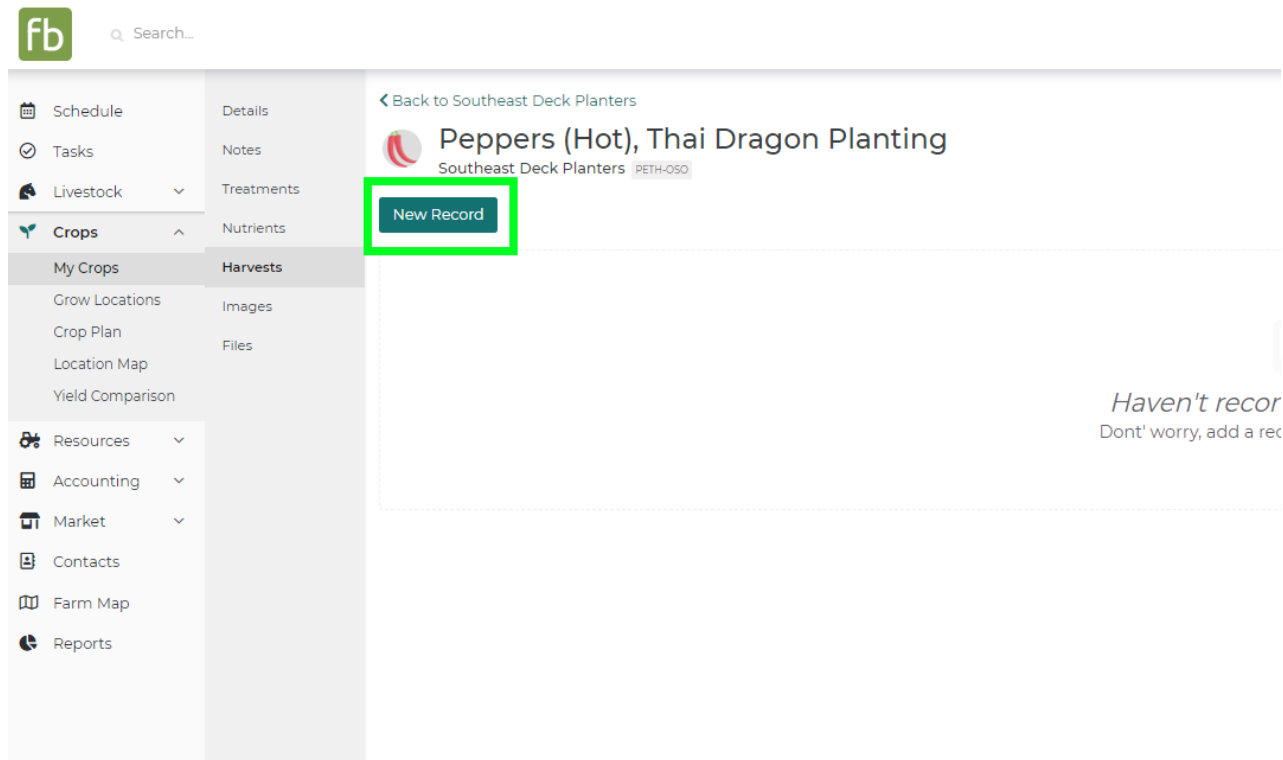 fb
Search...
Schedule
Tasks
Livestock
Crops
My Crops
Grow Locations
Crop Plan
Location Map
Yield Comparison
Resources
Accounting
Market
Contacts
Farm Map
Reports
Details
Notes
Treatments
Nutrients
Harvests
Images
Files
Back to Southeast Deck Planters
Peppers (Hot), Thai Dragon Planting
Southeast Deck Planters PETH-OSO
New Record
Haven't recor
Dont' worry, add a rec